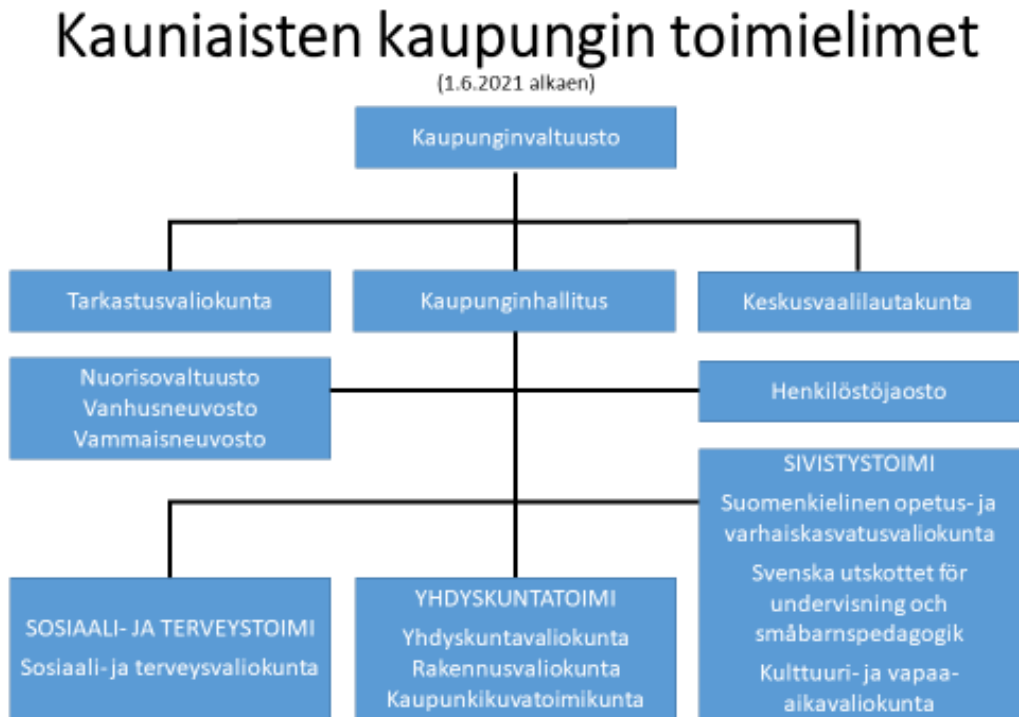 Kauniaisten kaupungin toimielimet
(1.6.2021 alkaen)
Kaupunginvaltuusto
Tarkastusvaliokunta
Kaupunginhallitus
Keskusvaalilautakunta
Nuorisovaltuusto
Vanhusneuvosto
Vammaisneuvosto
Henkilöstöjaosto
SOSIAALI- JA TERVEYSTOIMI
Sosiaali- ja terveysvaliokunta
YHDYSKUNTATOIMI
Yhdyskuntavaliokunta
Rakennusvaliokunta
Kaupunkikuvatoimikunta
SIVISTYSTOIMI
Suomenkielinen opetus- ja
varhaiskasvatusvaliokunta
Svenska utskottet för
undervisning och
småbarnspedagogik
Kulttuuri- ja vapaa-
aikavaliokunta